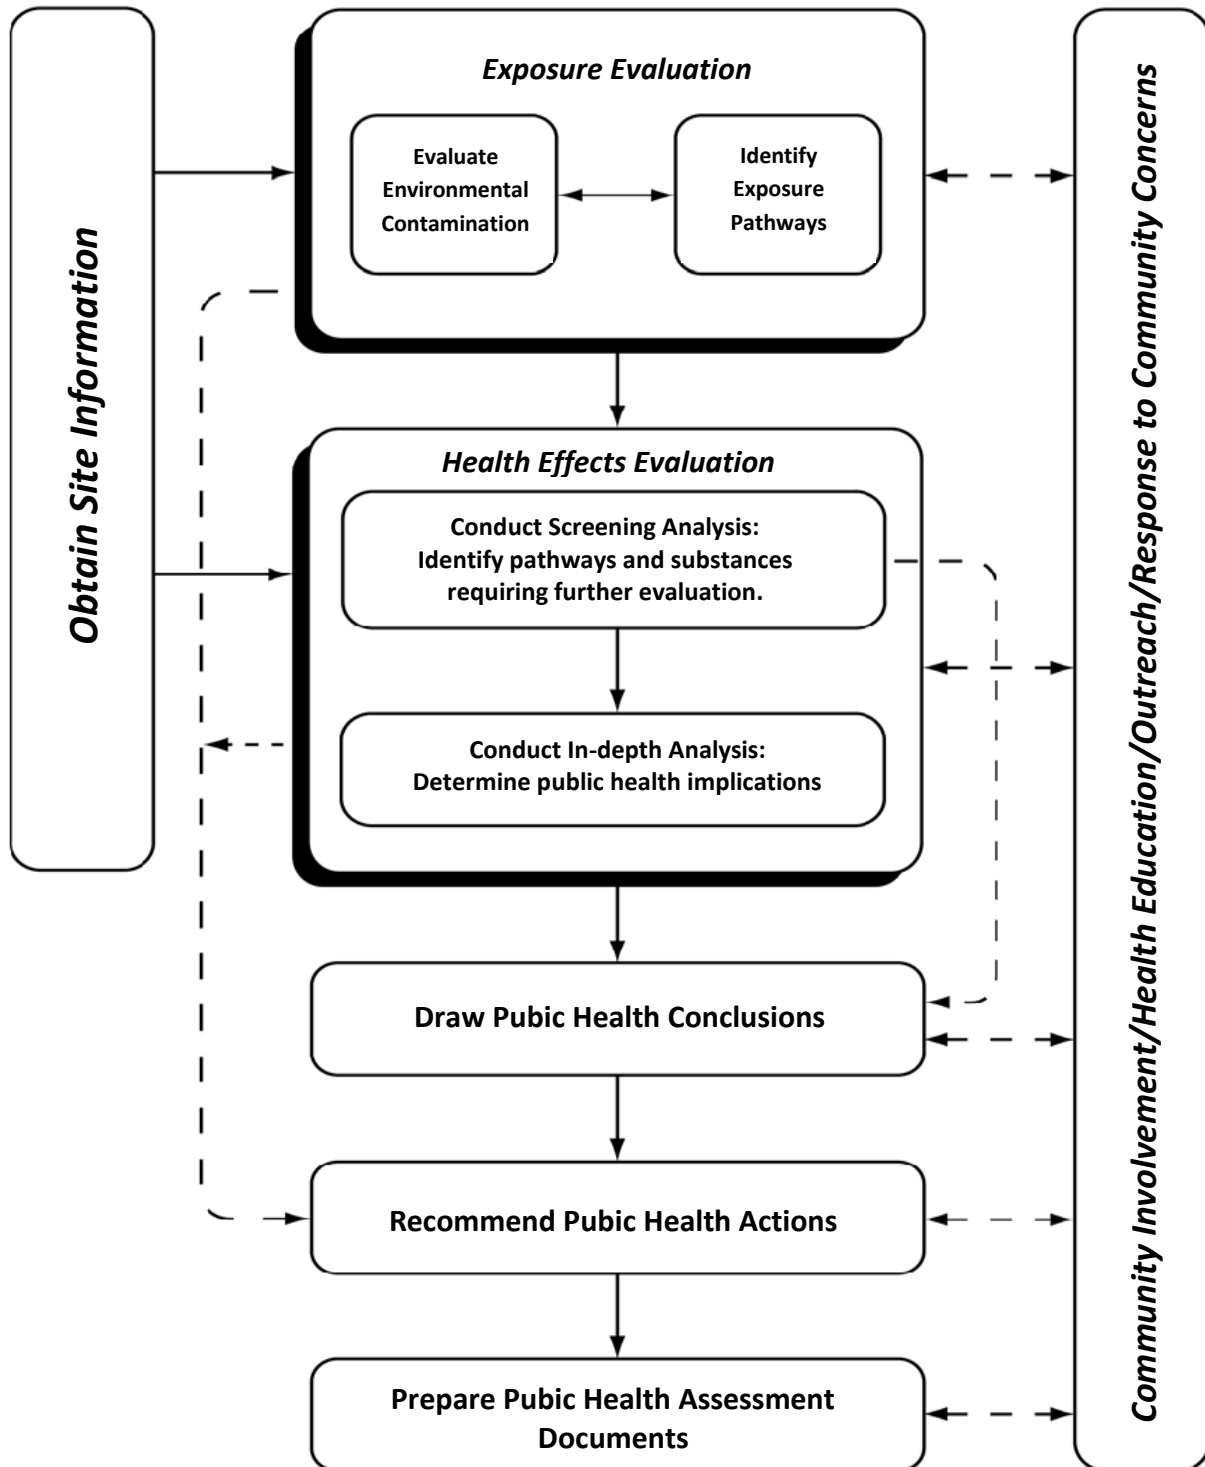 Obtain Site Information
Exposure Evaluation
Evaluate
Environmental
Contamination
Identify
Exposure
Pathways
Health Effects Evaluation
Conduct Screening Analysis:
Identify pathways and substances
requiring further evaluation.
Conduct In-depth Analysis:
Determine public health implications
Draw Pubic Health Conclusions
Recommend Pubic Health Actions
Prepare Pubic Health Assessment
Documents
Community Involvement/Health Education/Outreach/Response to Community Concerns